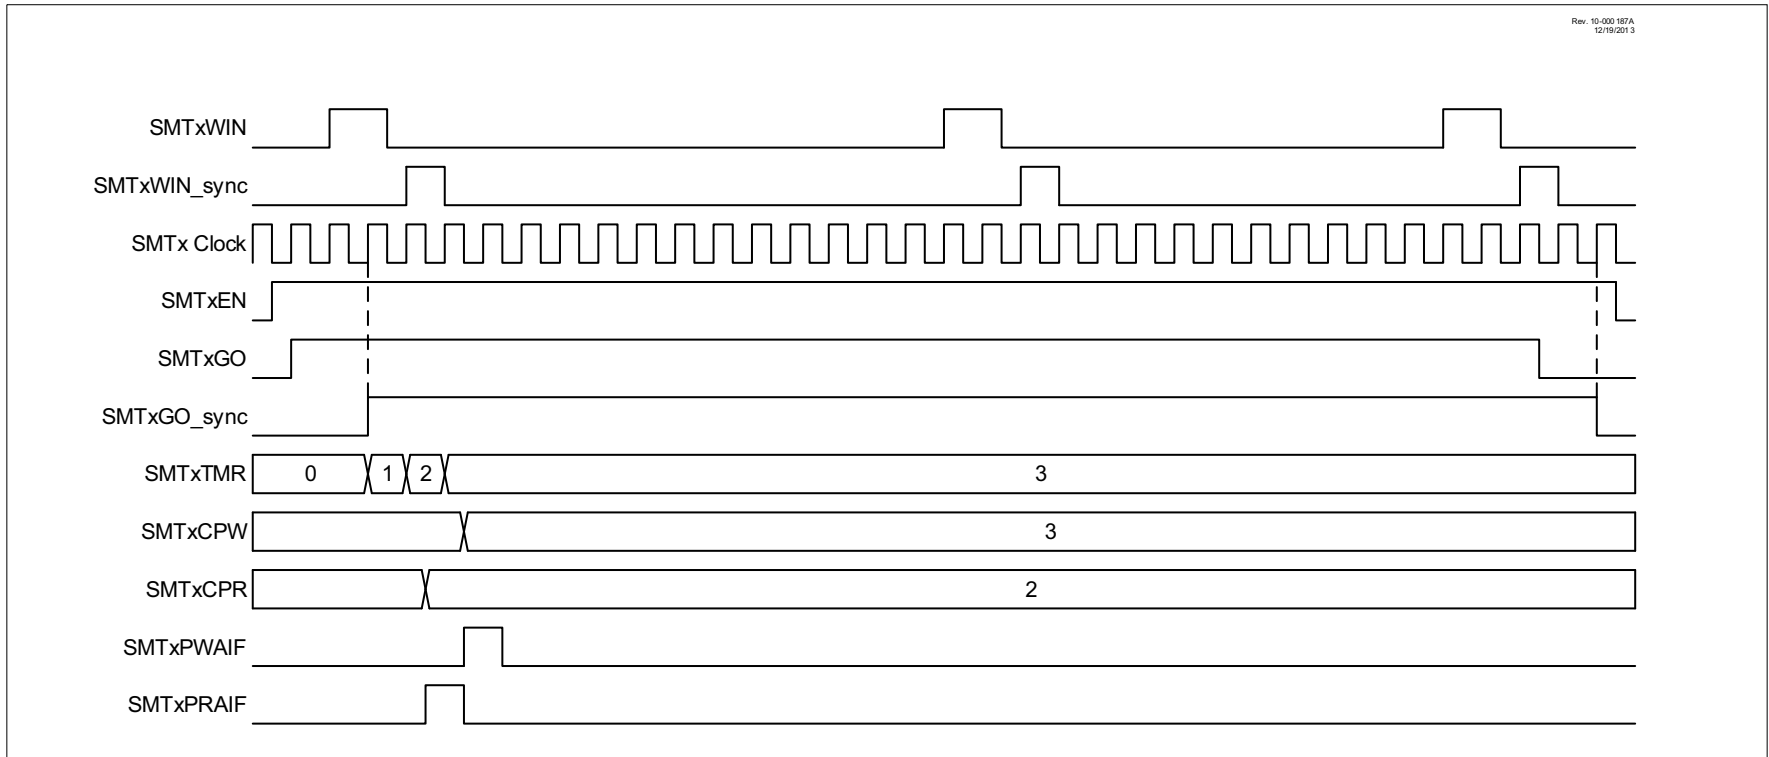 Rev. 10-000 187A
12/19/201 3
SMTxWIN
SMTxWIN_sync
SMTx Clock
SMTxEN
SMTxGO
SMTxGO_sync
SMTxTMR 0 1 2 3
SMTxCPW 3
SMTxCPR 2
SMTxPWAIF
SMTxPRAIF